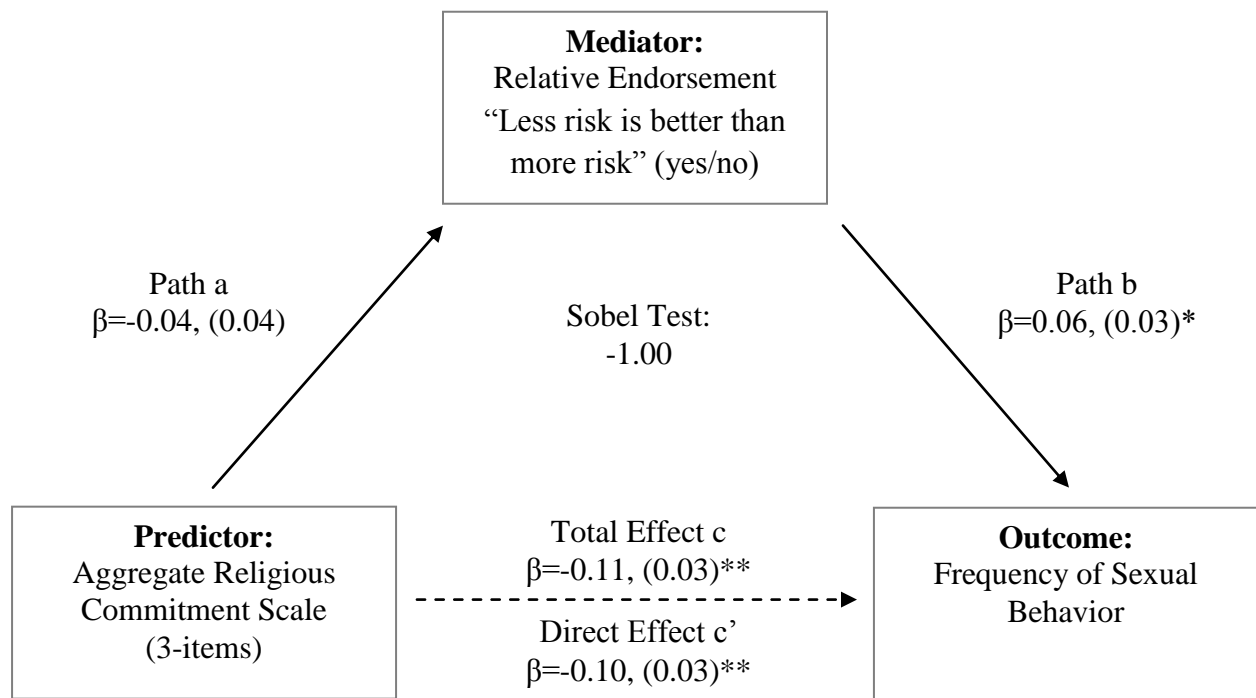 Mediator:
Relative Endorsement
“Less risk is better than
more risk” (yes/no)
Path a
β=-0.04, (0.04)
Sobel Test:
-1.00
Path b
β=0.06, (0.03)*
Predictor:
Aggregate Religious
Commitment Scale
(3-items)
Total Effect c
β=-0.11, (0.03)**
Direct Effect c’
β=-0.10, (0.03)**
Outcome:
Frequency of Sexual
Behavior